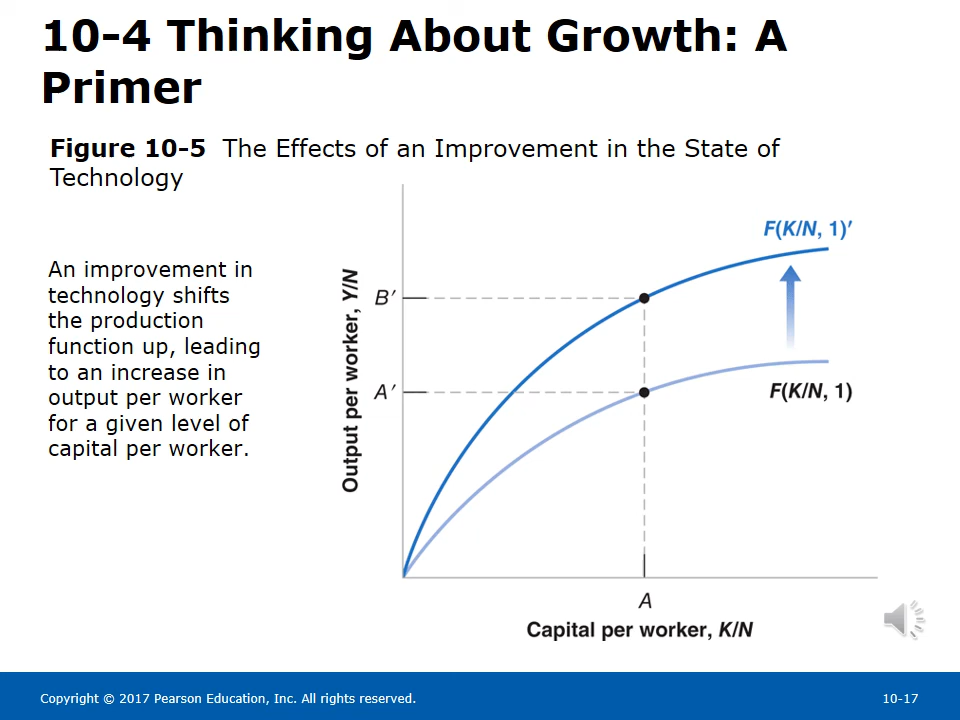 10-4 Thinking About Growth: A
Primer
Figure 10-5 The Effects of an Improvement in the State of
Technology
An improvement in
technology shifts
the production
function up, leading
to an increase in
output per worker
for a given level of
capital per worker.
Output per worker, Y/N
F(K/N, 1)′
B′
A′
F(K/N, 1)
A
Capital per worker, K/N
Copyright © 2017 Pearson Education, Inc. All rights reserved.
10-17